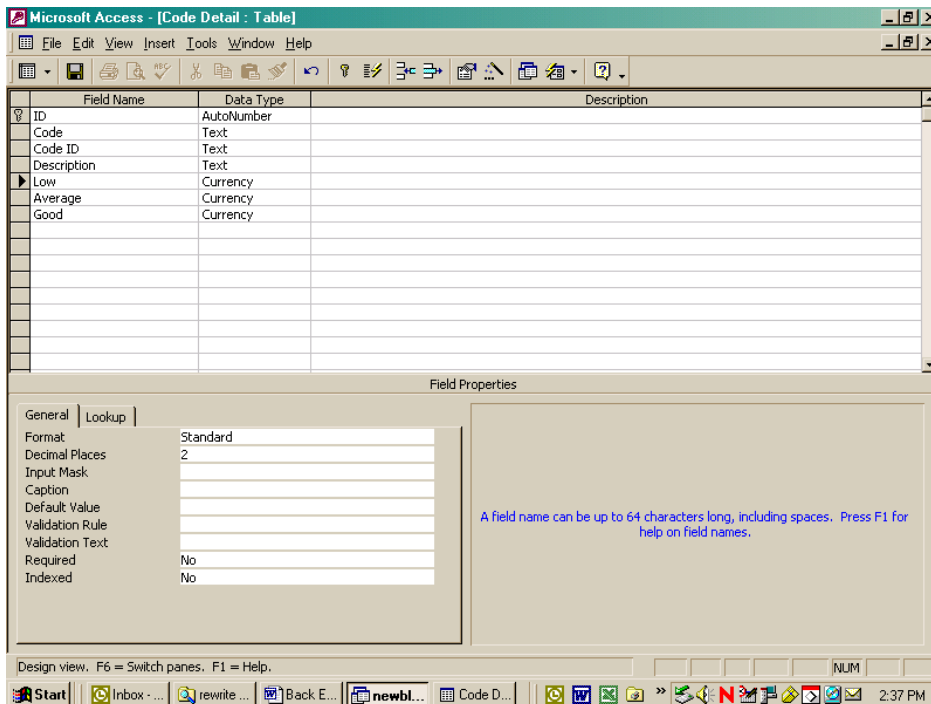 Microsoft Access - [Code Detail : Table]
File Edit View Insert Tools Window Help
Field Name Data Type Description
ID AutoNumber
Code Text
Code ID Text
Description Text
Low Currency
Average Currency
Good Currency
Field Properties
General Lookup
Format Standard
Decimal Places 2
Input Mask
Caption
Default Value
Validation Rule
Validation Text
Required No
Indexed No
A field name can be up to 64 characters long, including spaces. Press F1 for
help on field names.
Design view. F6 = Switch panes. F1 = Help. NUM
Start Inbox - ... rewrite ... Back E... newbl... Code D... » 2:37 PM